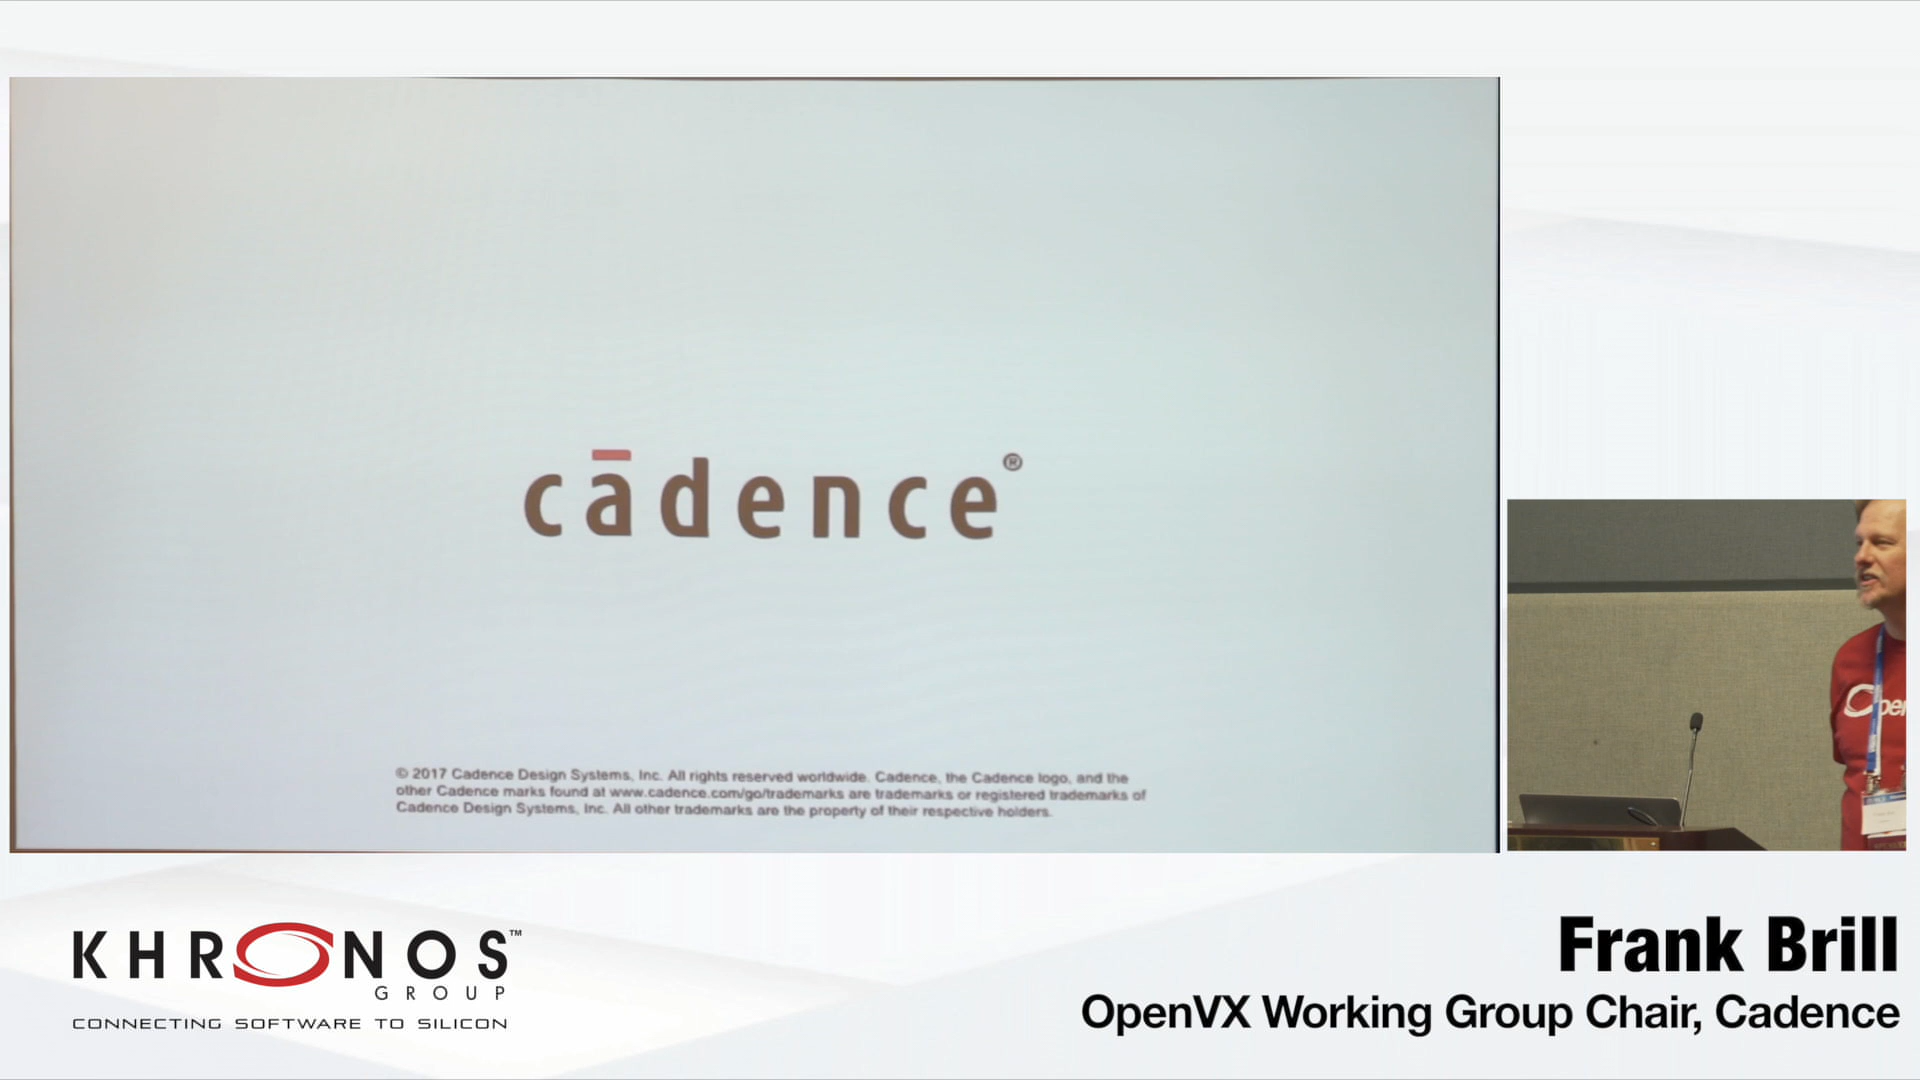 cādence®
© 2017 Cadence Design Systems, Inc. All rights reserved worldwide. Cadence, the Cadence logo, and the
other Cadence marks found at www.cadence.com/go/trademarks are trademarks or registered trademarks of
Cadence Design Systems, Inc. All other trademarks are the property of their respective holders.
KHRONOS™
GROUP
CONNECTING SOFTWARE TO SILICON
Frank Brill
OpenVX Working Group Chair, Cadence